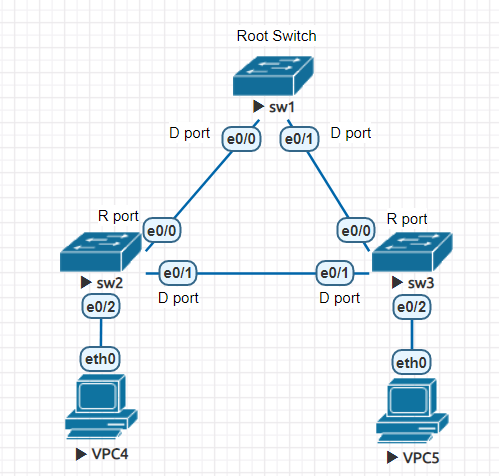 Root Switch
sw1
D port
e0/0
e0/1
D port
R port
e0/0
e0/0
R port
sw2
e0/1
e0/1
sw3
D port
D port
e0/2
e0/2
eth0
eth0
VPC4
VPC5